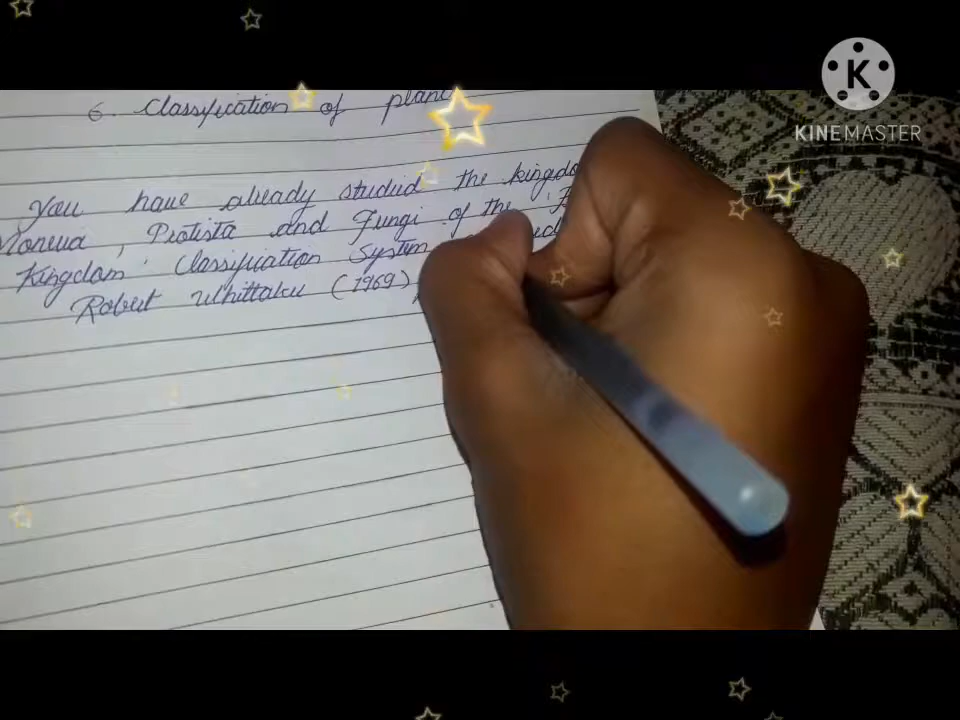 KINEMASTER
6. Classification of plant
You have already studied the kingdo
Monera, Protista and Fungi of the
Kingdom classification System
Robert Whittaker (1969)